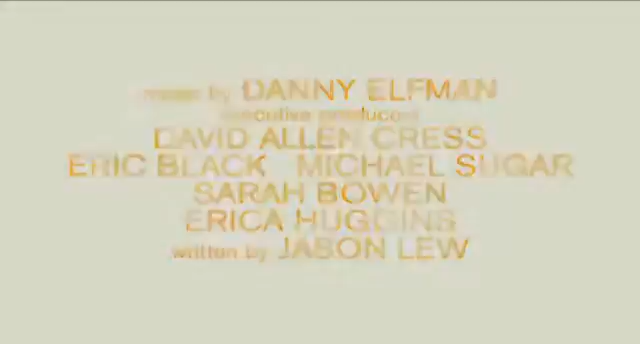 music by DANNY ELFMAN
executive producers
DAVID ALLEN CRESS
ERIC BLACK MICHAEL SUGAR
SARAH BOWEN
ERICA HUGGINS
written by JASON LEW